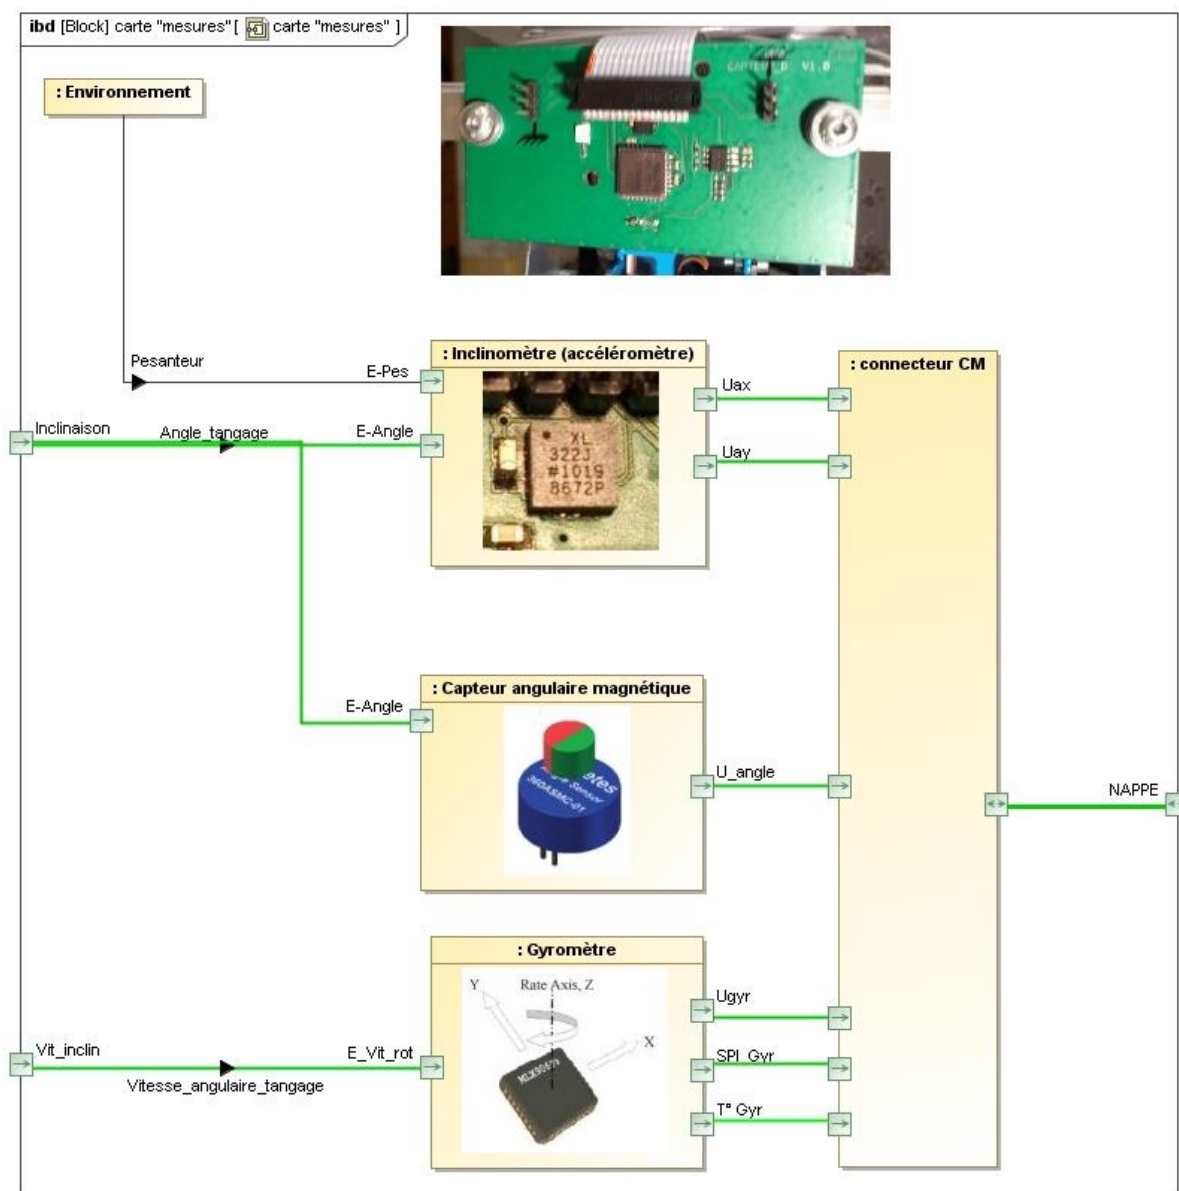 ibd [Block] carte "mesures" [ carte "mesures" ]
V1.0
: Environnement
Pesanteur
E-Pes
: Inclinomètre (accéléromètre)
XL
322J
#1019
8672P
Uax
Uay
: connecteur CM
Inclinaison
Angle_tangage
E-Angle
: Capteur angulaire magnétique
E-Angle
360ASMC-01
U_angle
NAPPE
: Gyromètre
Y
Rate Axis, Z
X
Ugyr
SPI_Gyr
T° Gyr
Vit_inclin
E_Vit_rot
Vitesse_angulaire_tangage